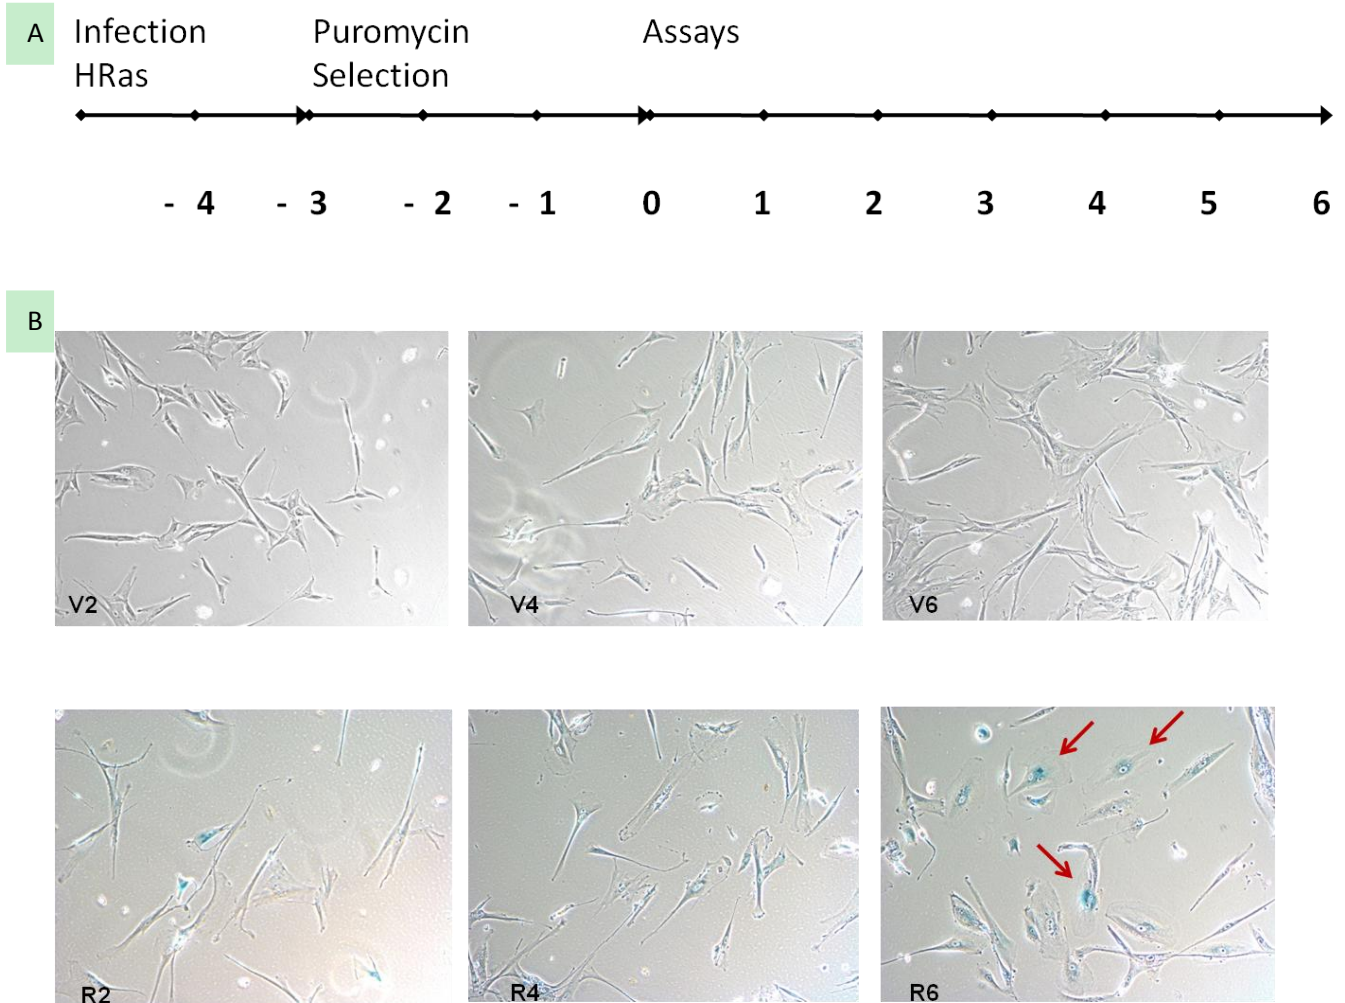 A
Infection
HRas
Puromycin
Selection
Assays
- 4 - 3 - 2 - 1 0 1 2 3 4 5 6
B
V2
V4
V6
R2
R4
R6